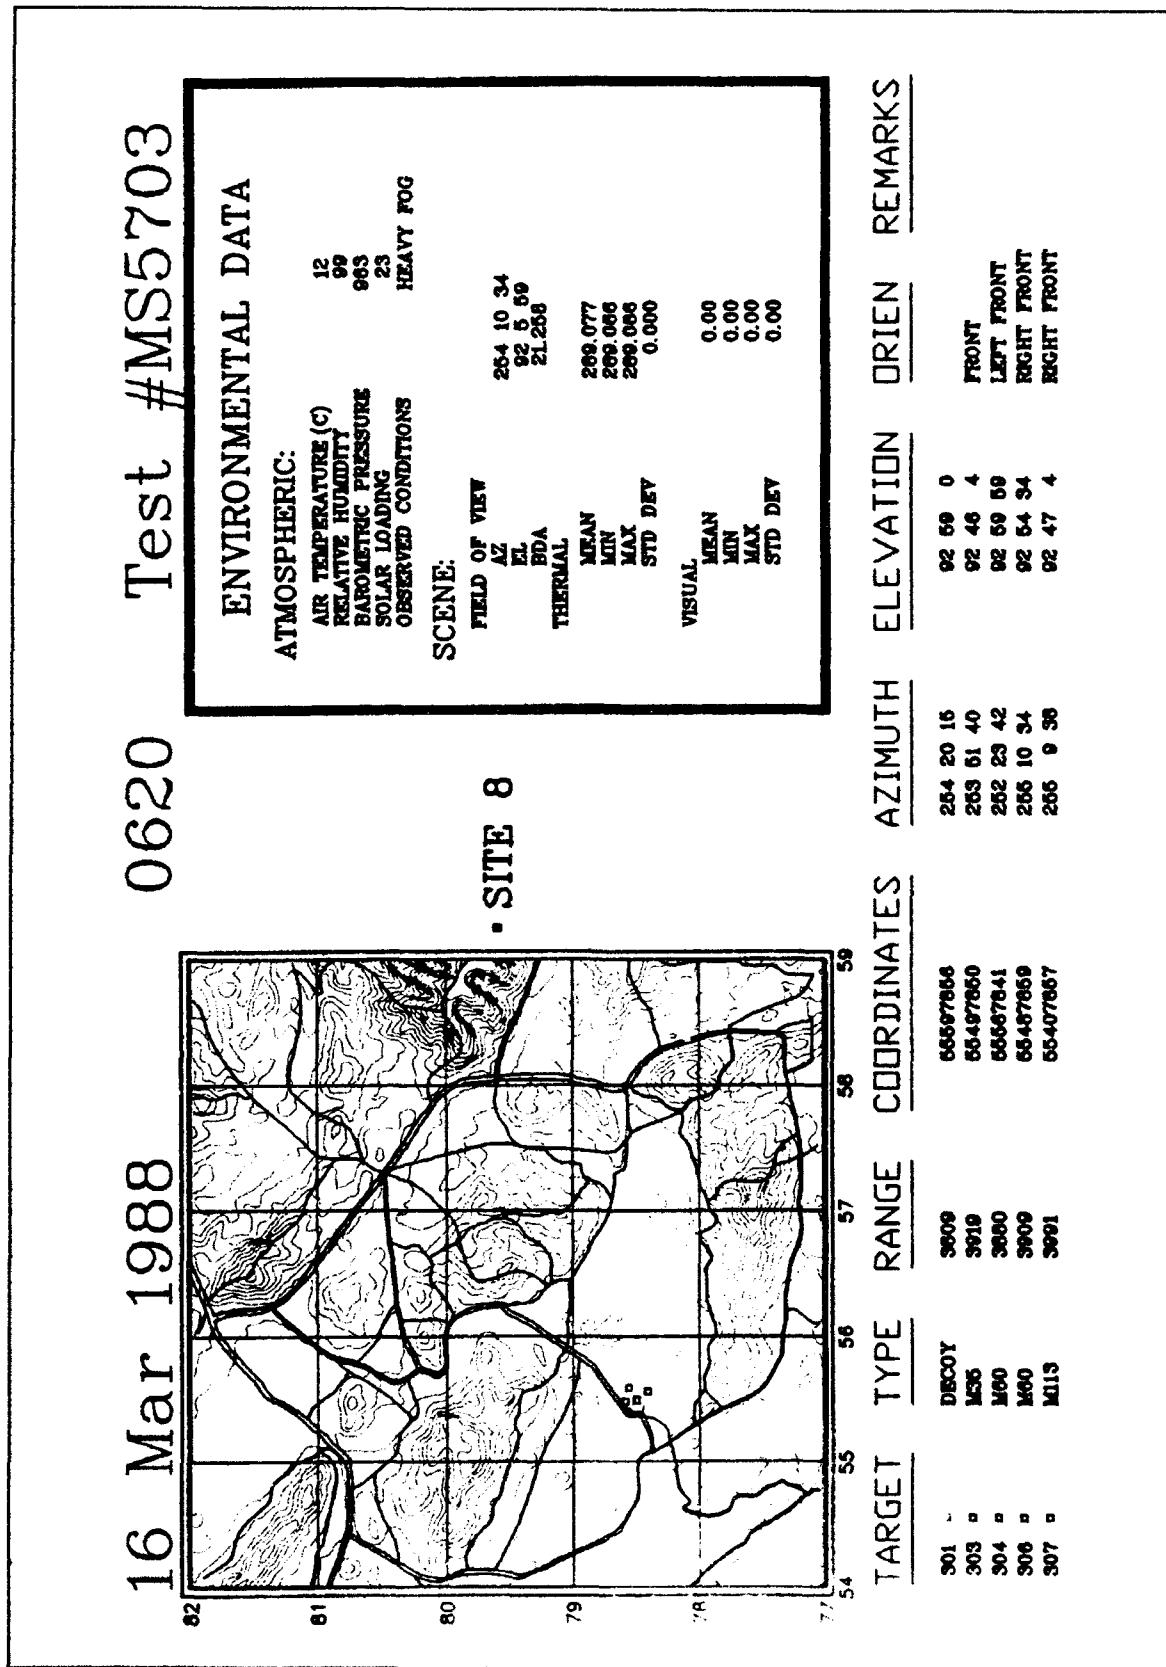 16 Mar 1988 0620 Test #MS5703
82
81
80
79
78
77
54 55 56 57 58 59
SITE 8
ENVIRONMENTAL DATA
ATMOSPHERIC:
AIR TEMPERATURE (C) 12
RELATIVE HUMIDITY 99
BAROMETRIC PRESSURE 963
SOLAR LOADING 23
OBSERVED CONDITIONS HEAVY FOG
SCENE:
FIELD OF VIEW
AZ 254 10 34
EL 92 5 59
BDA 21.258
THERMAL
MEAN 289.077
MIN 289.066
MAX 289.086
STD DEV 0.000
VISUAL
MEAN 0.00
MIN 0.00
MAX 0.00
STD DEV 0.00
TARGET TYPE RANGE COORDINATES AZIMUTH ELEVATION ORIEN REMARKS
301 DECOY 3809 55597856 254 20 15 92 59 0
303 M35 3919 55497850 253 51 40 92 46 4 FRONT
304 M60 3880 55567841 252 23 42 92 59 59 LEFT FRONT
306 M60 3909 55487859 255 10 34 92 54 34 RIGHT FRONT
307 M113 3991 55407857 255 9 38 92 47 4 RIGHT FRONT